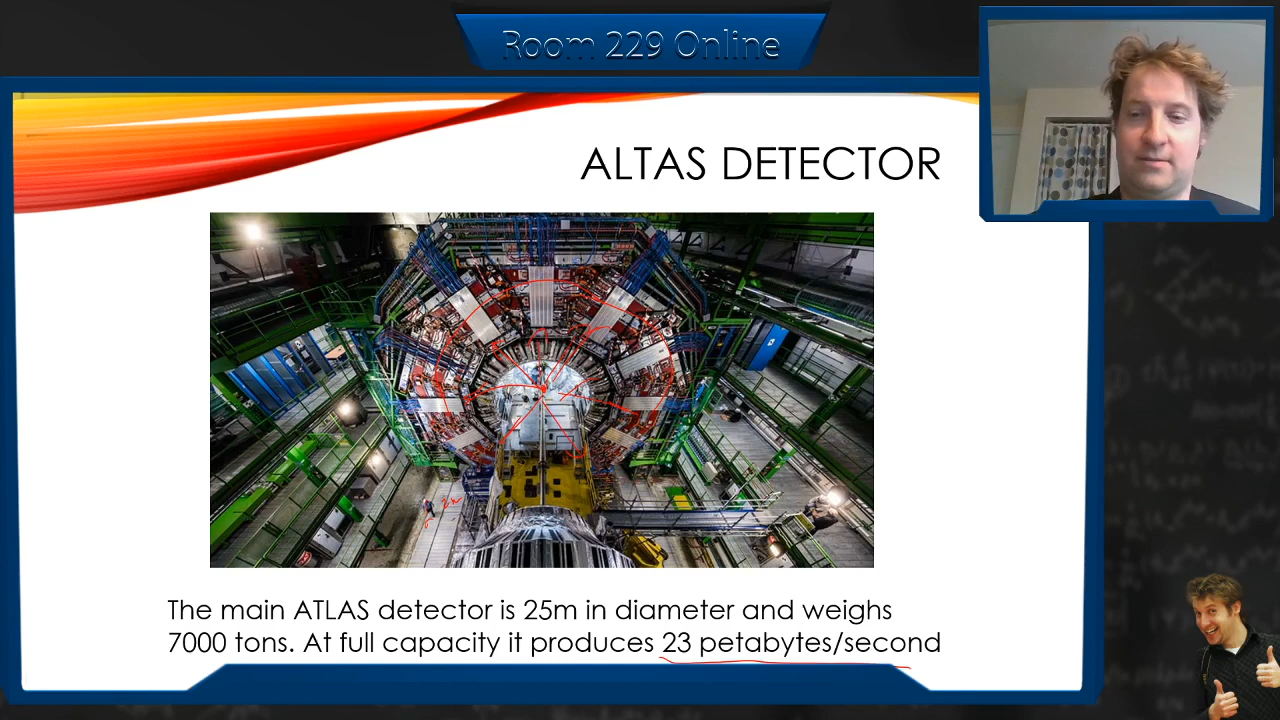 Room 229 Online
ALTAS DETECTOR
2m
The main ATLAS detector is 25m in diameter and weighs
7000 tons. At full capacity it produces 23 petabytes/second